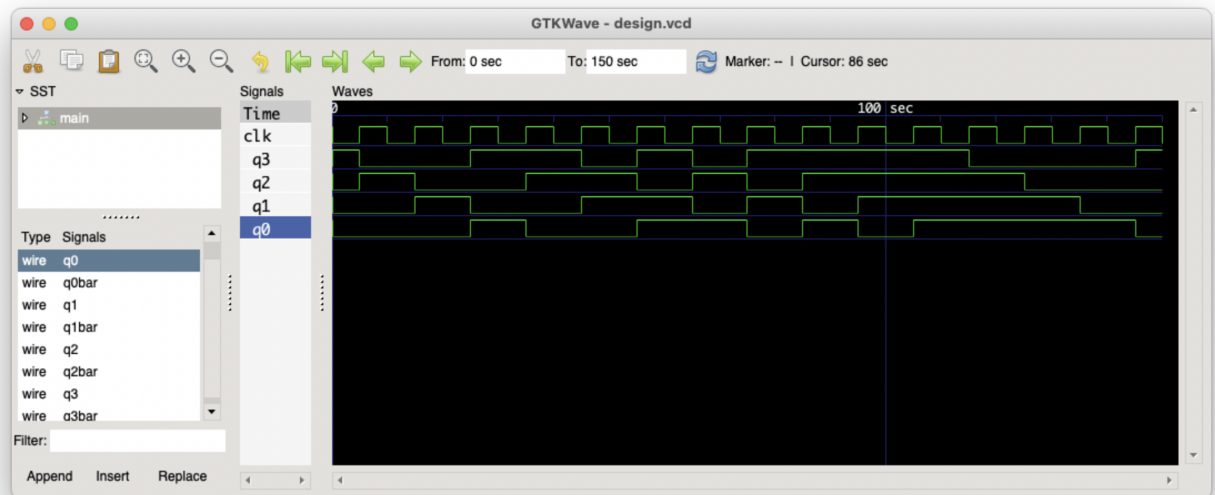 GTKWave - design.vcd
From: 0 sec To: 150 sec Marker: -- | Cursor: 86 sec
SST
main
Type Signals
wire q0
wire q0bar
wire q1
wire q1bar
wire q2
wire q2bar
wire q3
wire q3bar
Filter:
Append Insert Replace
Signals
Time
clk
q3
q2
q1
q0
Waves
0 100 sec